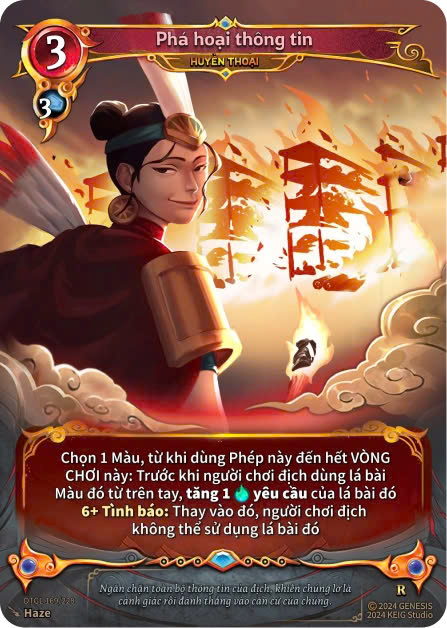 3
Phá hoại thông tin
HUYỀN THOẠI
3
Chọn 1 Màu, từ khi dùng Phép này đến hết VÒNG
CHƠI này: Trước khi người chơi địch dùng lá bài
Màu đó từ trên tay, tăng 1 yêu cầu của lá bài đó
6+ Tình báo: Thay vào đó, người chơi địch
không thể sử dụng lá bài đó
R
Ngăn chặn toàn bộ thông tin của địch, khiến chúng lơ là
cảnh giác rồi đánh thẳng vào căn cứ của chúng.
Haze
©2024 GENESIS
2024 KEIG Studio